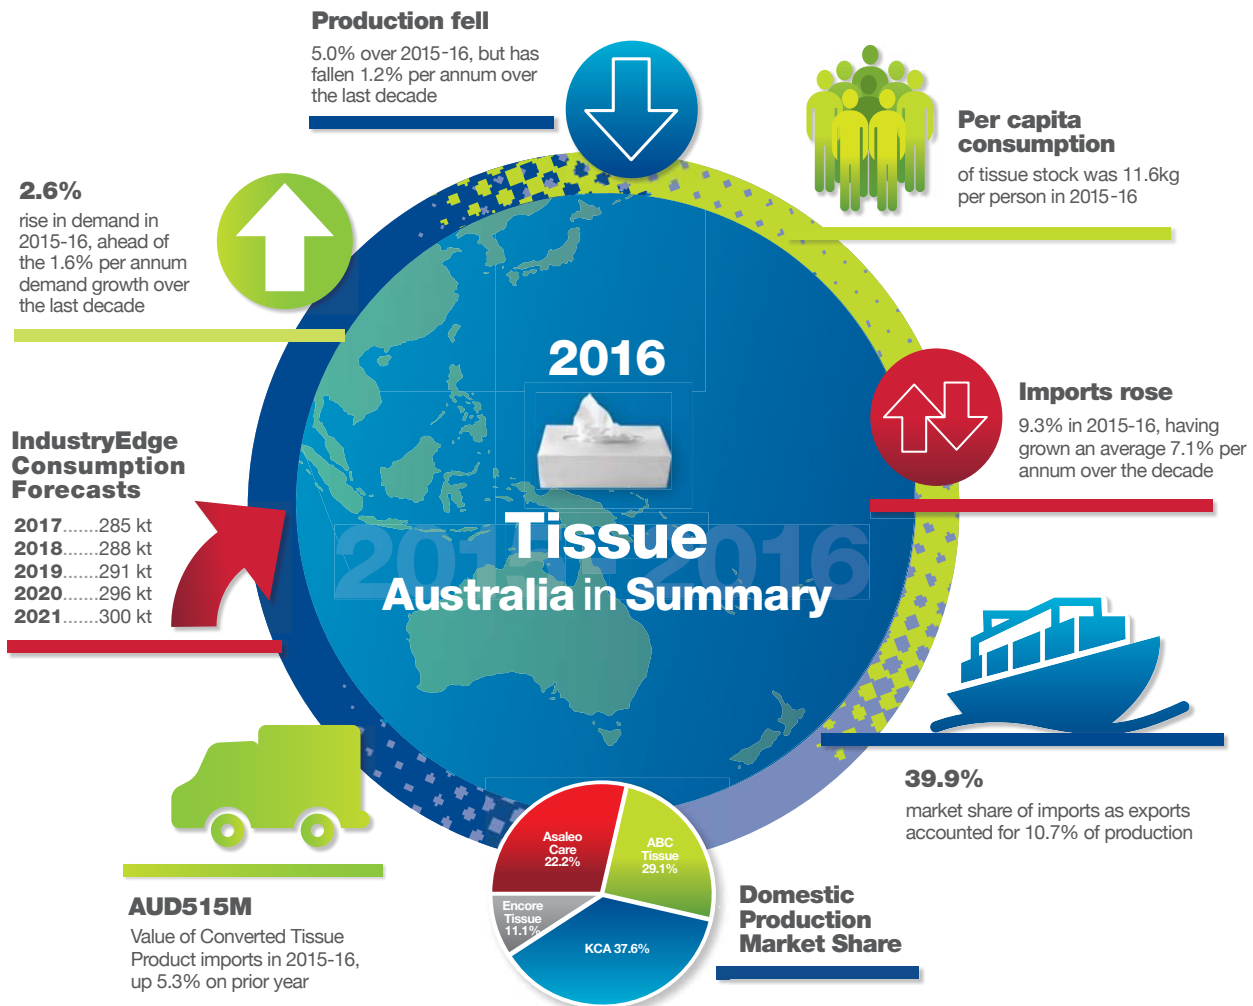 Production fell
5.0% over 2015-16, but has
fallen 1.2% per annum over
the last decade
Per capita
consumption
of tissue stock was 11.6kg
per person in 2015-16
2.6%
rise in demand in
2015-16, ahead of
the 1.6% per annum
demand growth over
the last decade
2016
Imports rose
9.3% in 2015-16, having
grown an average 7.1% per
annum over the decade
IndustryEdge
Consumption
Forecasts
2017.......285 kt
2018.......288 kt
2019.......291 kt
2020.......296 kt
2021.......300 kt
2015-2016
Tissue
Australia in Summary
39.9%
market share of imports as exports
accounted for 10.7% of production
AUD515M
Value of Converted Tissue
Product imports in 2015-16,
up 5.3% on prior year
Asaleo
Care
22.2%
ABC
Tissue
29.1%
Encore
Tissue
11.1%
KCA 37.6%
Domestic
Production
Market Share